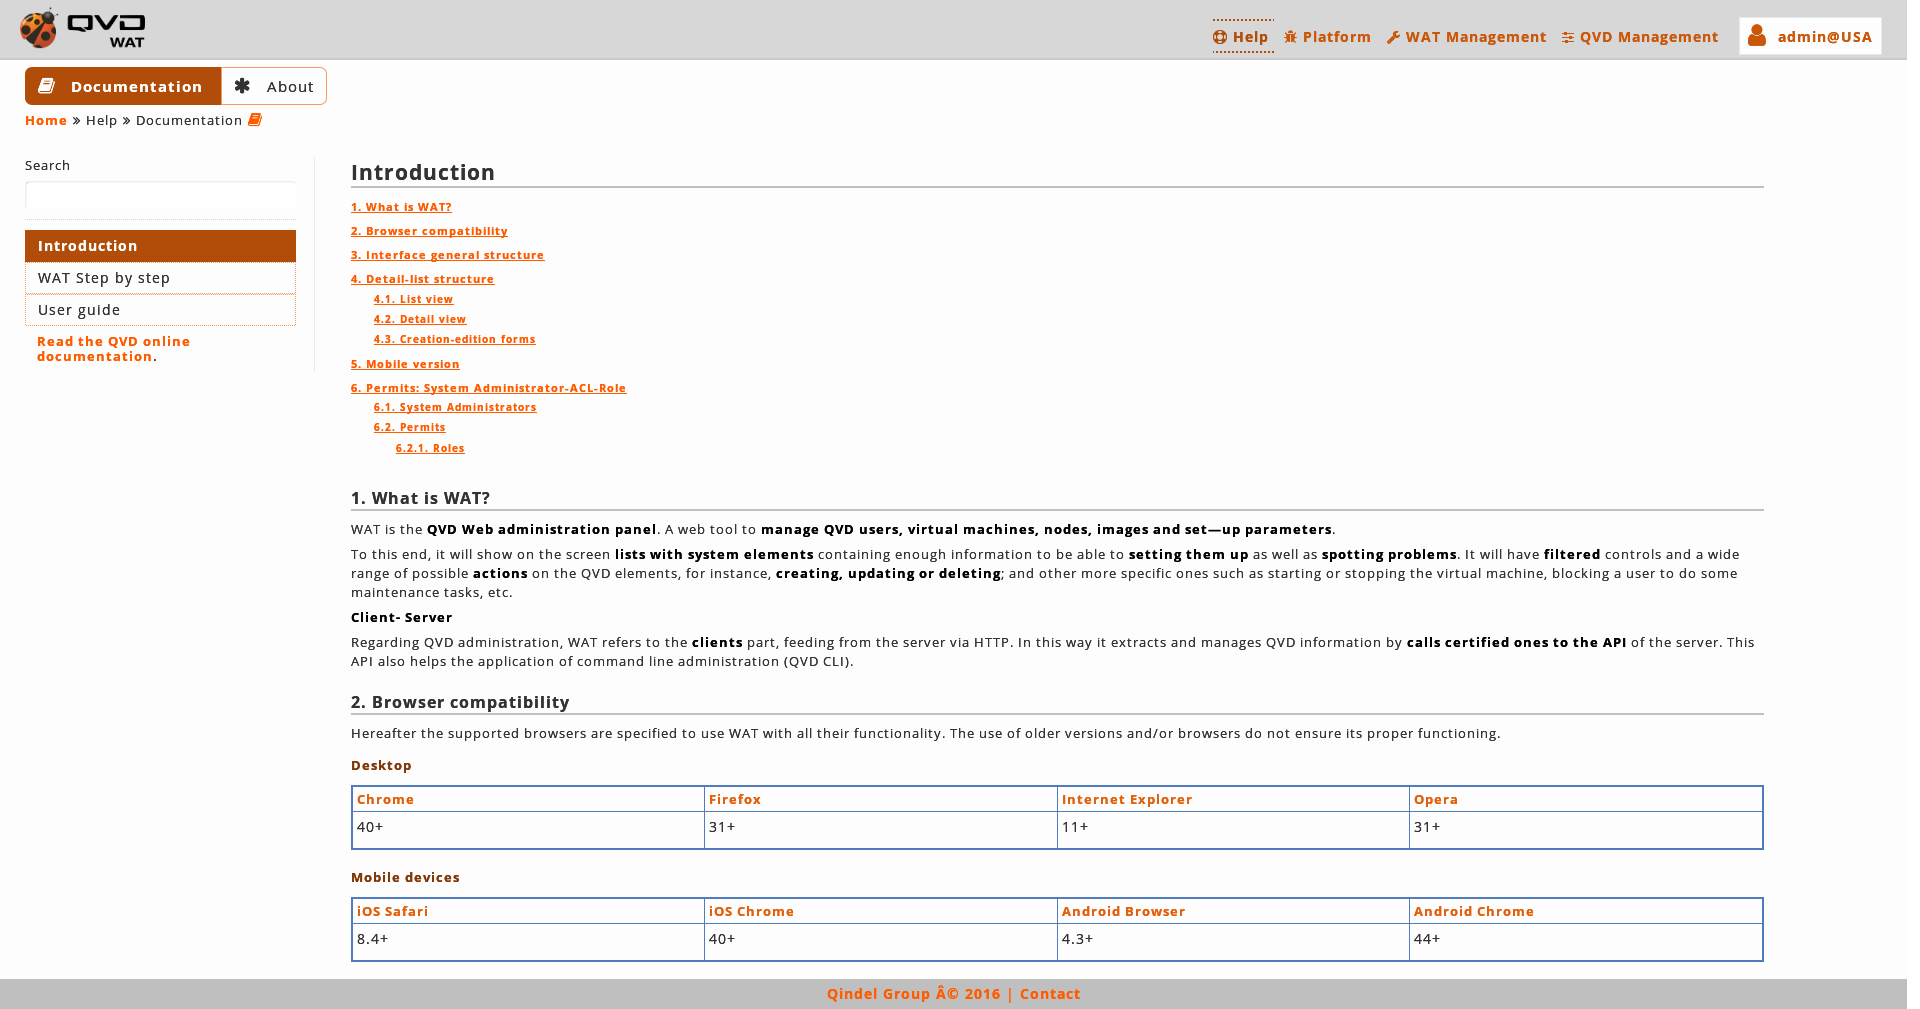 QVD
WAT
Help Platform WAT Management QVD Management admin@USA
Documentation About
Home » Help » Documentation
Search
Introduction
WAT Step by step
User guide
Read the QVD online
documentation.
Introduction
1. What is WAT?
2. Browser compatibility
3. Interface general structure
4. Detail-list structure
4.1. List view
4.2. Detail view
4.3. Creation-edition forms
5. Mobile version
6. Permits: System Administrator-ACL-Role
6.1. System Administrators
6.2. Permits
6.2.1. Roles
1. What is WAT?
WAT is the QVD Web administration panel. A web tool to manage QVD users, virtual machines, nodes, images and set—up parameters.
To this end, it will show on the screen lists with system elements containing enough information to be able to setting them up as well as spotting problems. It will have filtered controls and a wide
range of possible actions on the QVD elements, for instance, creating, updating or deleting; and other more specific ones such as starting or stopping the virtual machine, blocking a user to do some
maintenance tasks, etc.
Client- Server
Regarding QVD administration, WAT refers to the clients part, feeding from the server via HTTP. In this way it extracts and manages QVD information by calls certified ones to the API of the server. This
API also helps the application of command line administration (QVD CLI).
2. Browser compatibility
Hereafter the supported browsers are specified to use WAT with all their functionality. The use of older versions and/or browsers do not ensure its proper functioning.
Desktop
Chrome Firefox Internet Explorer Opera
40+ 31+ 11+ 31+
Mobile devices
iOS Safari iOS Chrome Android Browser Android Chrome
8.4+ 40+ 4.3+ 44+
Qindel Group Â© 2016 | Contact